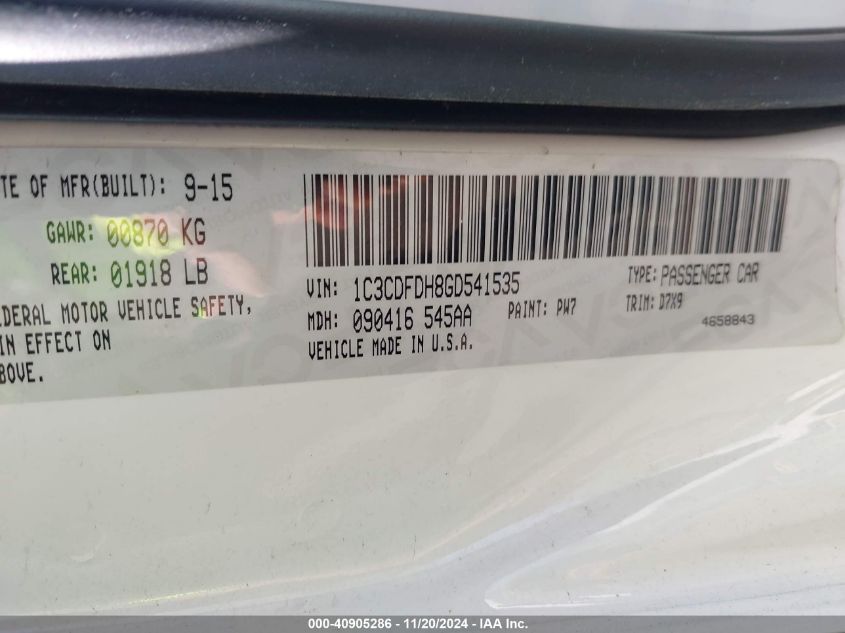 TE OF MFR(BUILT): 9-15
GAWR: 00870 KG
REAR: 01918 LB
EDERAL MOTOR VEHICLE SAFETY,
IN EFFECT ON
BOVE.
VIN: 1C3CDFDH8GD541535
MDH: 090416 545AA
PAINT: PW7
VEHICLE MADE IN U.S.A.
TYPE: PASSENGER CAR
TRIM: D7X9
4658843
000-40905286 - 11/20/2024 - IAA Inc.